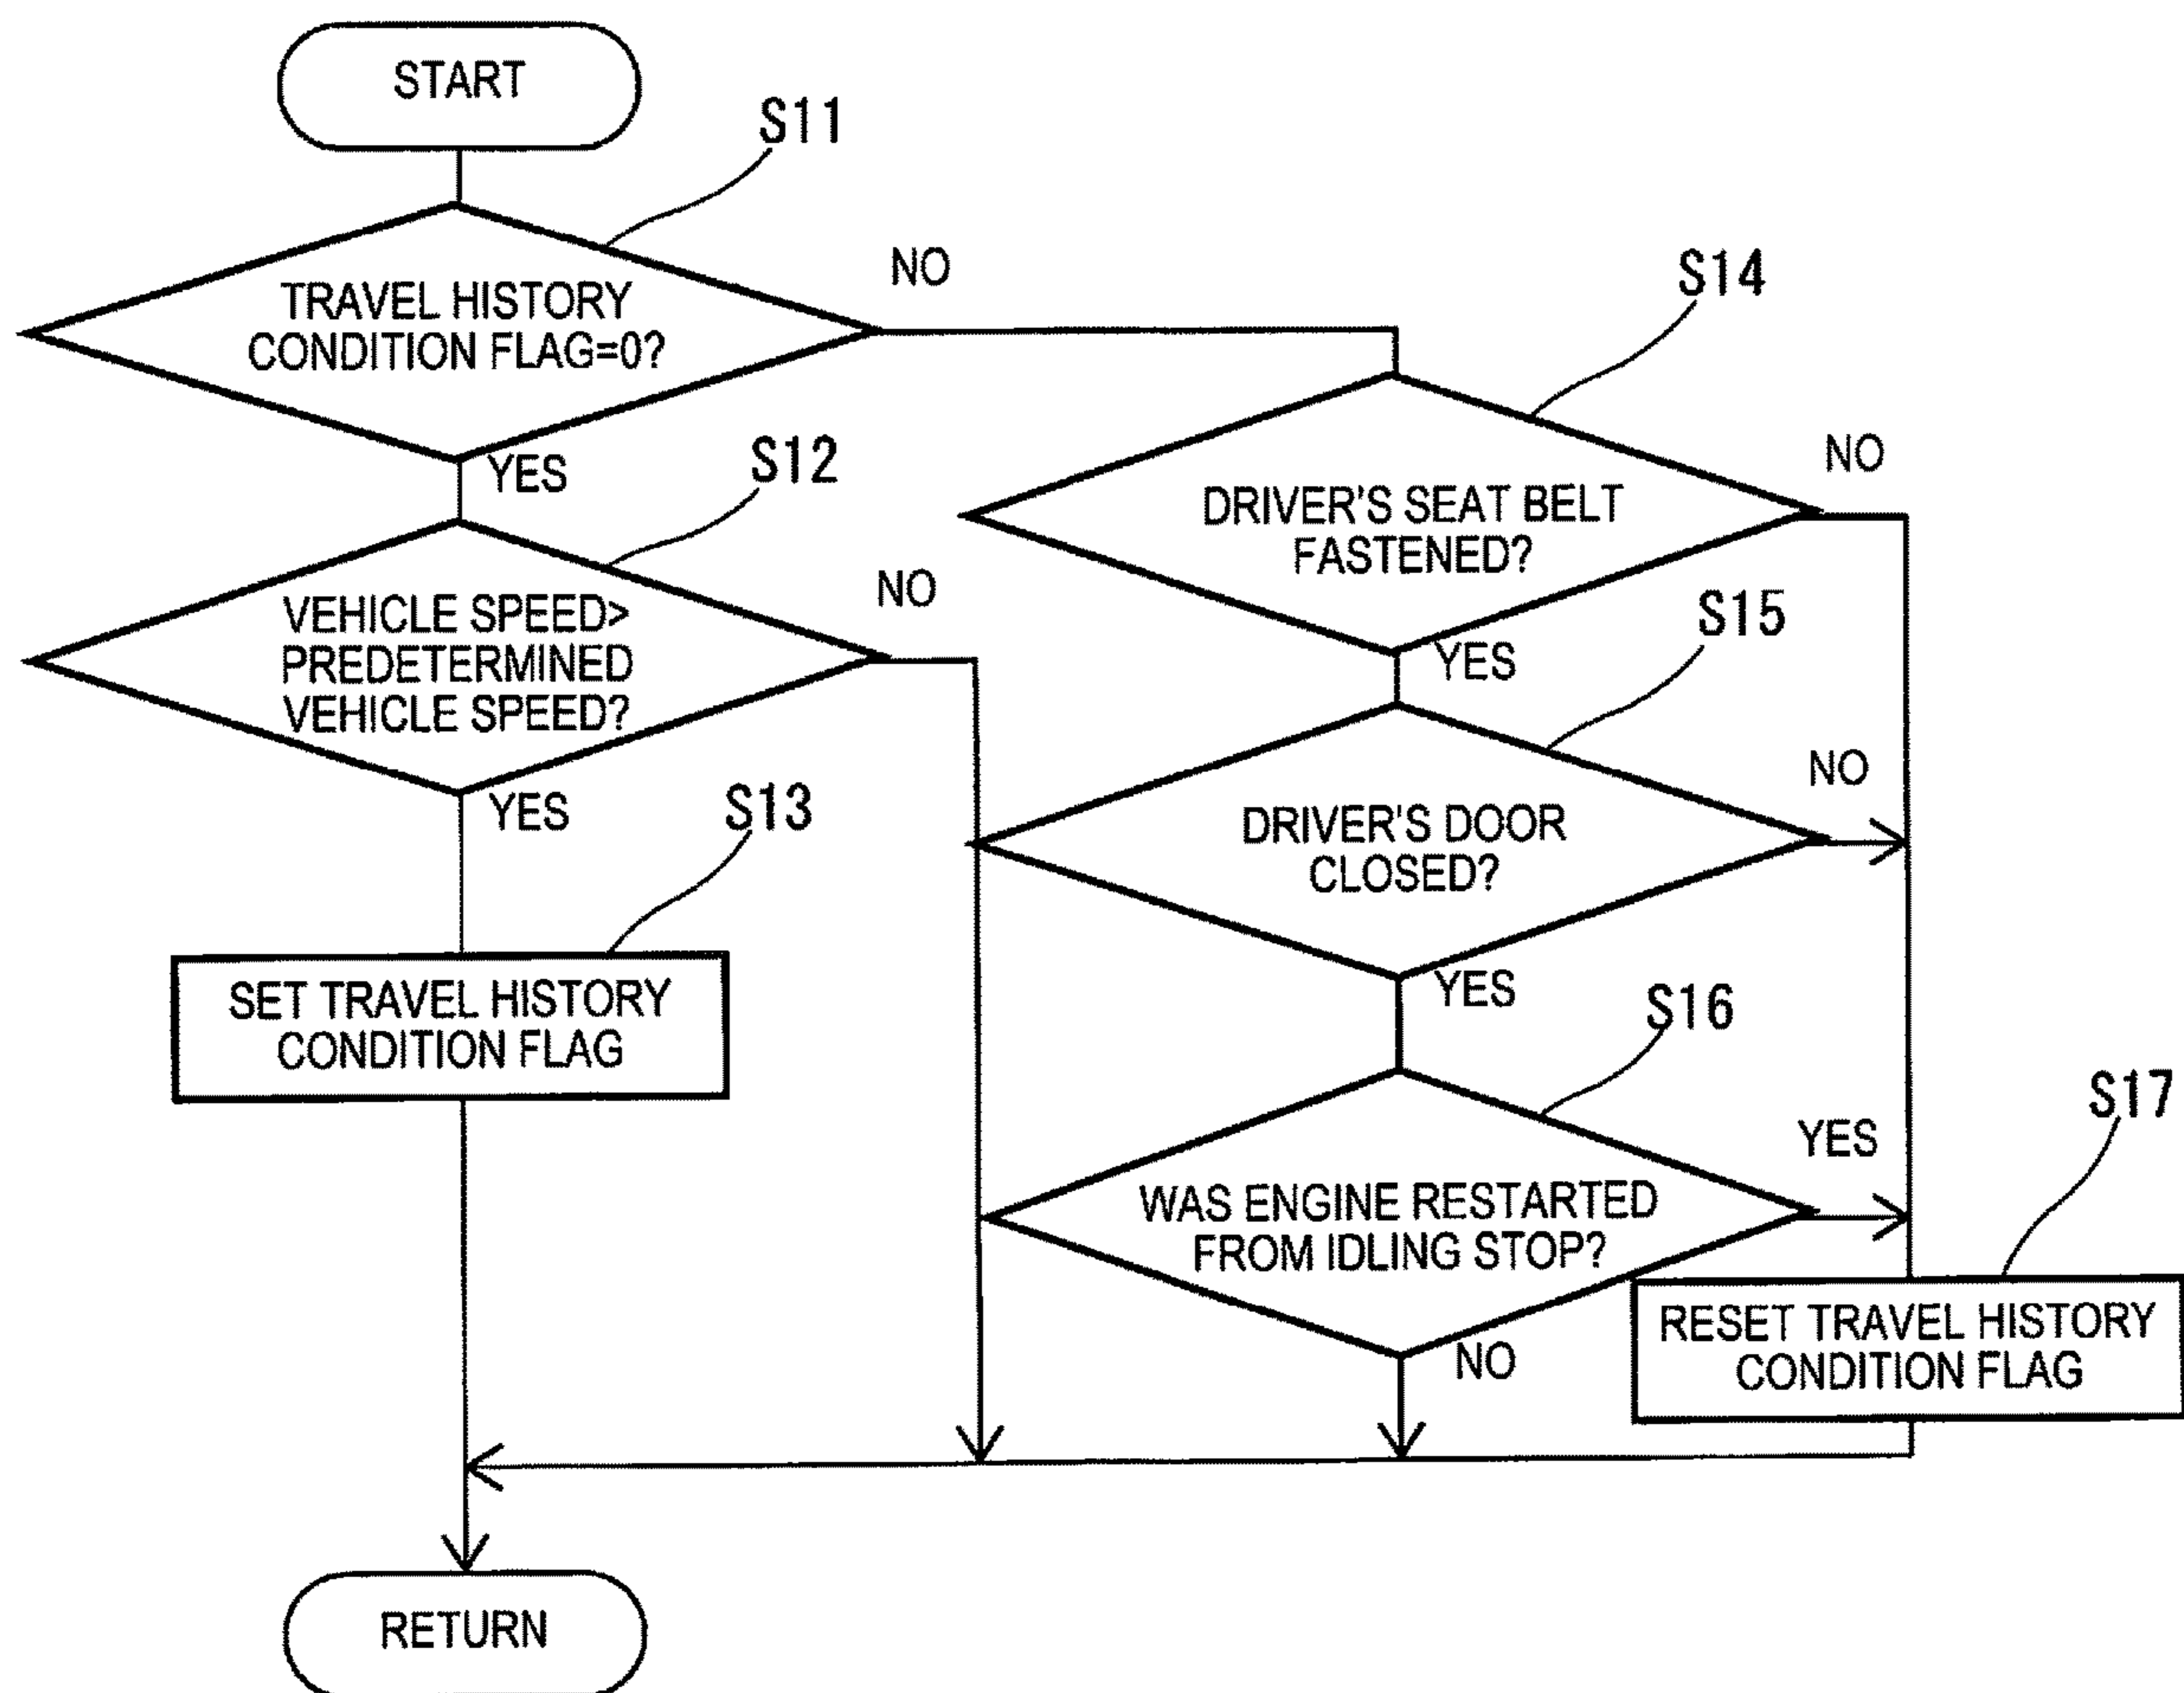 START
S11
TRAVEL HISTORY
CONDITION FLAG=0?
NO
YES
S12
VEHICLE SPEED>
PREDETERMINED
VEHICLE SPEED?
NO
YES
S13
SET TRAVEL HISTORY
CONDITION FLAG
S14
DRIVER'S SEAT BELT
FASTENED?
NO
YES
S15
DRIVER'S DOOR
CLOSED?
NO
YES
S16
WAS ENGINE RESTARTED
FROM IDLING STOP?
YES
NO
S17
RESET TRAVEL HISTORY
CONDITION FLAG
RETURN